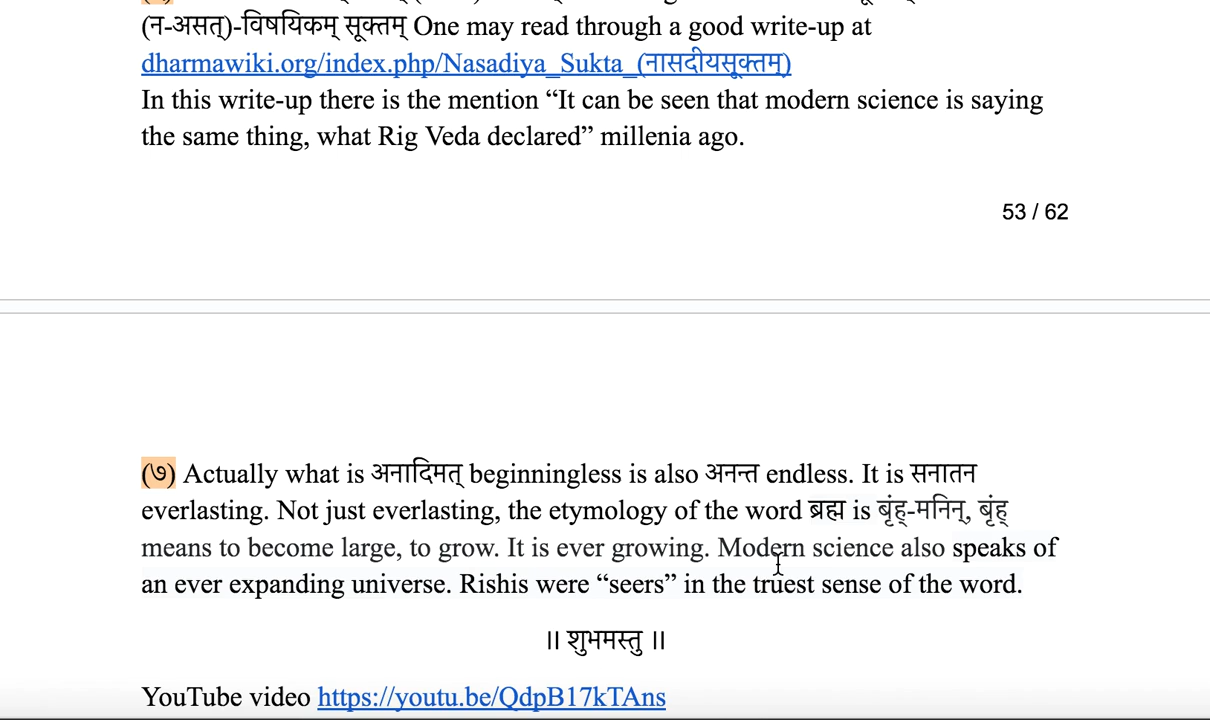 (न-असत्)-विषयिकम् सूक्तम् One may read through a good write-up at
dharmawiki.org/index.php/Nasadiya_Sukta_(नासदीयसूक्तम्)
In this write-up there is the mention “It can be seen that modern science is saying
the same thing, what Rig Veda declared” millenia ago.
53 / 62
(७) Actually what is अनादिमत् beginningless is also अनन्त endless. It is सनातन
everlasting. Not just everlasting, the etymology of the word ब्रह्म is बृंह्-मनिन्, बृंह्
means to become large, to grow. It is ever growing. Modern science also speaks of
an ever expanding universe. Rishis were “seers” in the truest sense of the word.
॥ शुभमस्तु ॥
YouTube video https://youtu.be/QdpB17kTAns